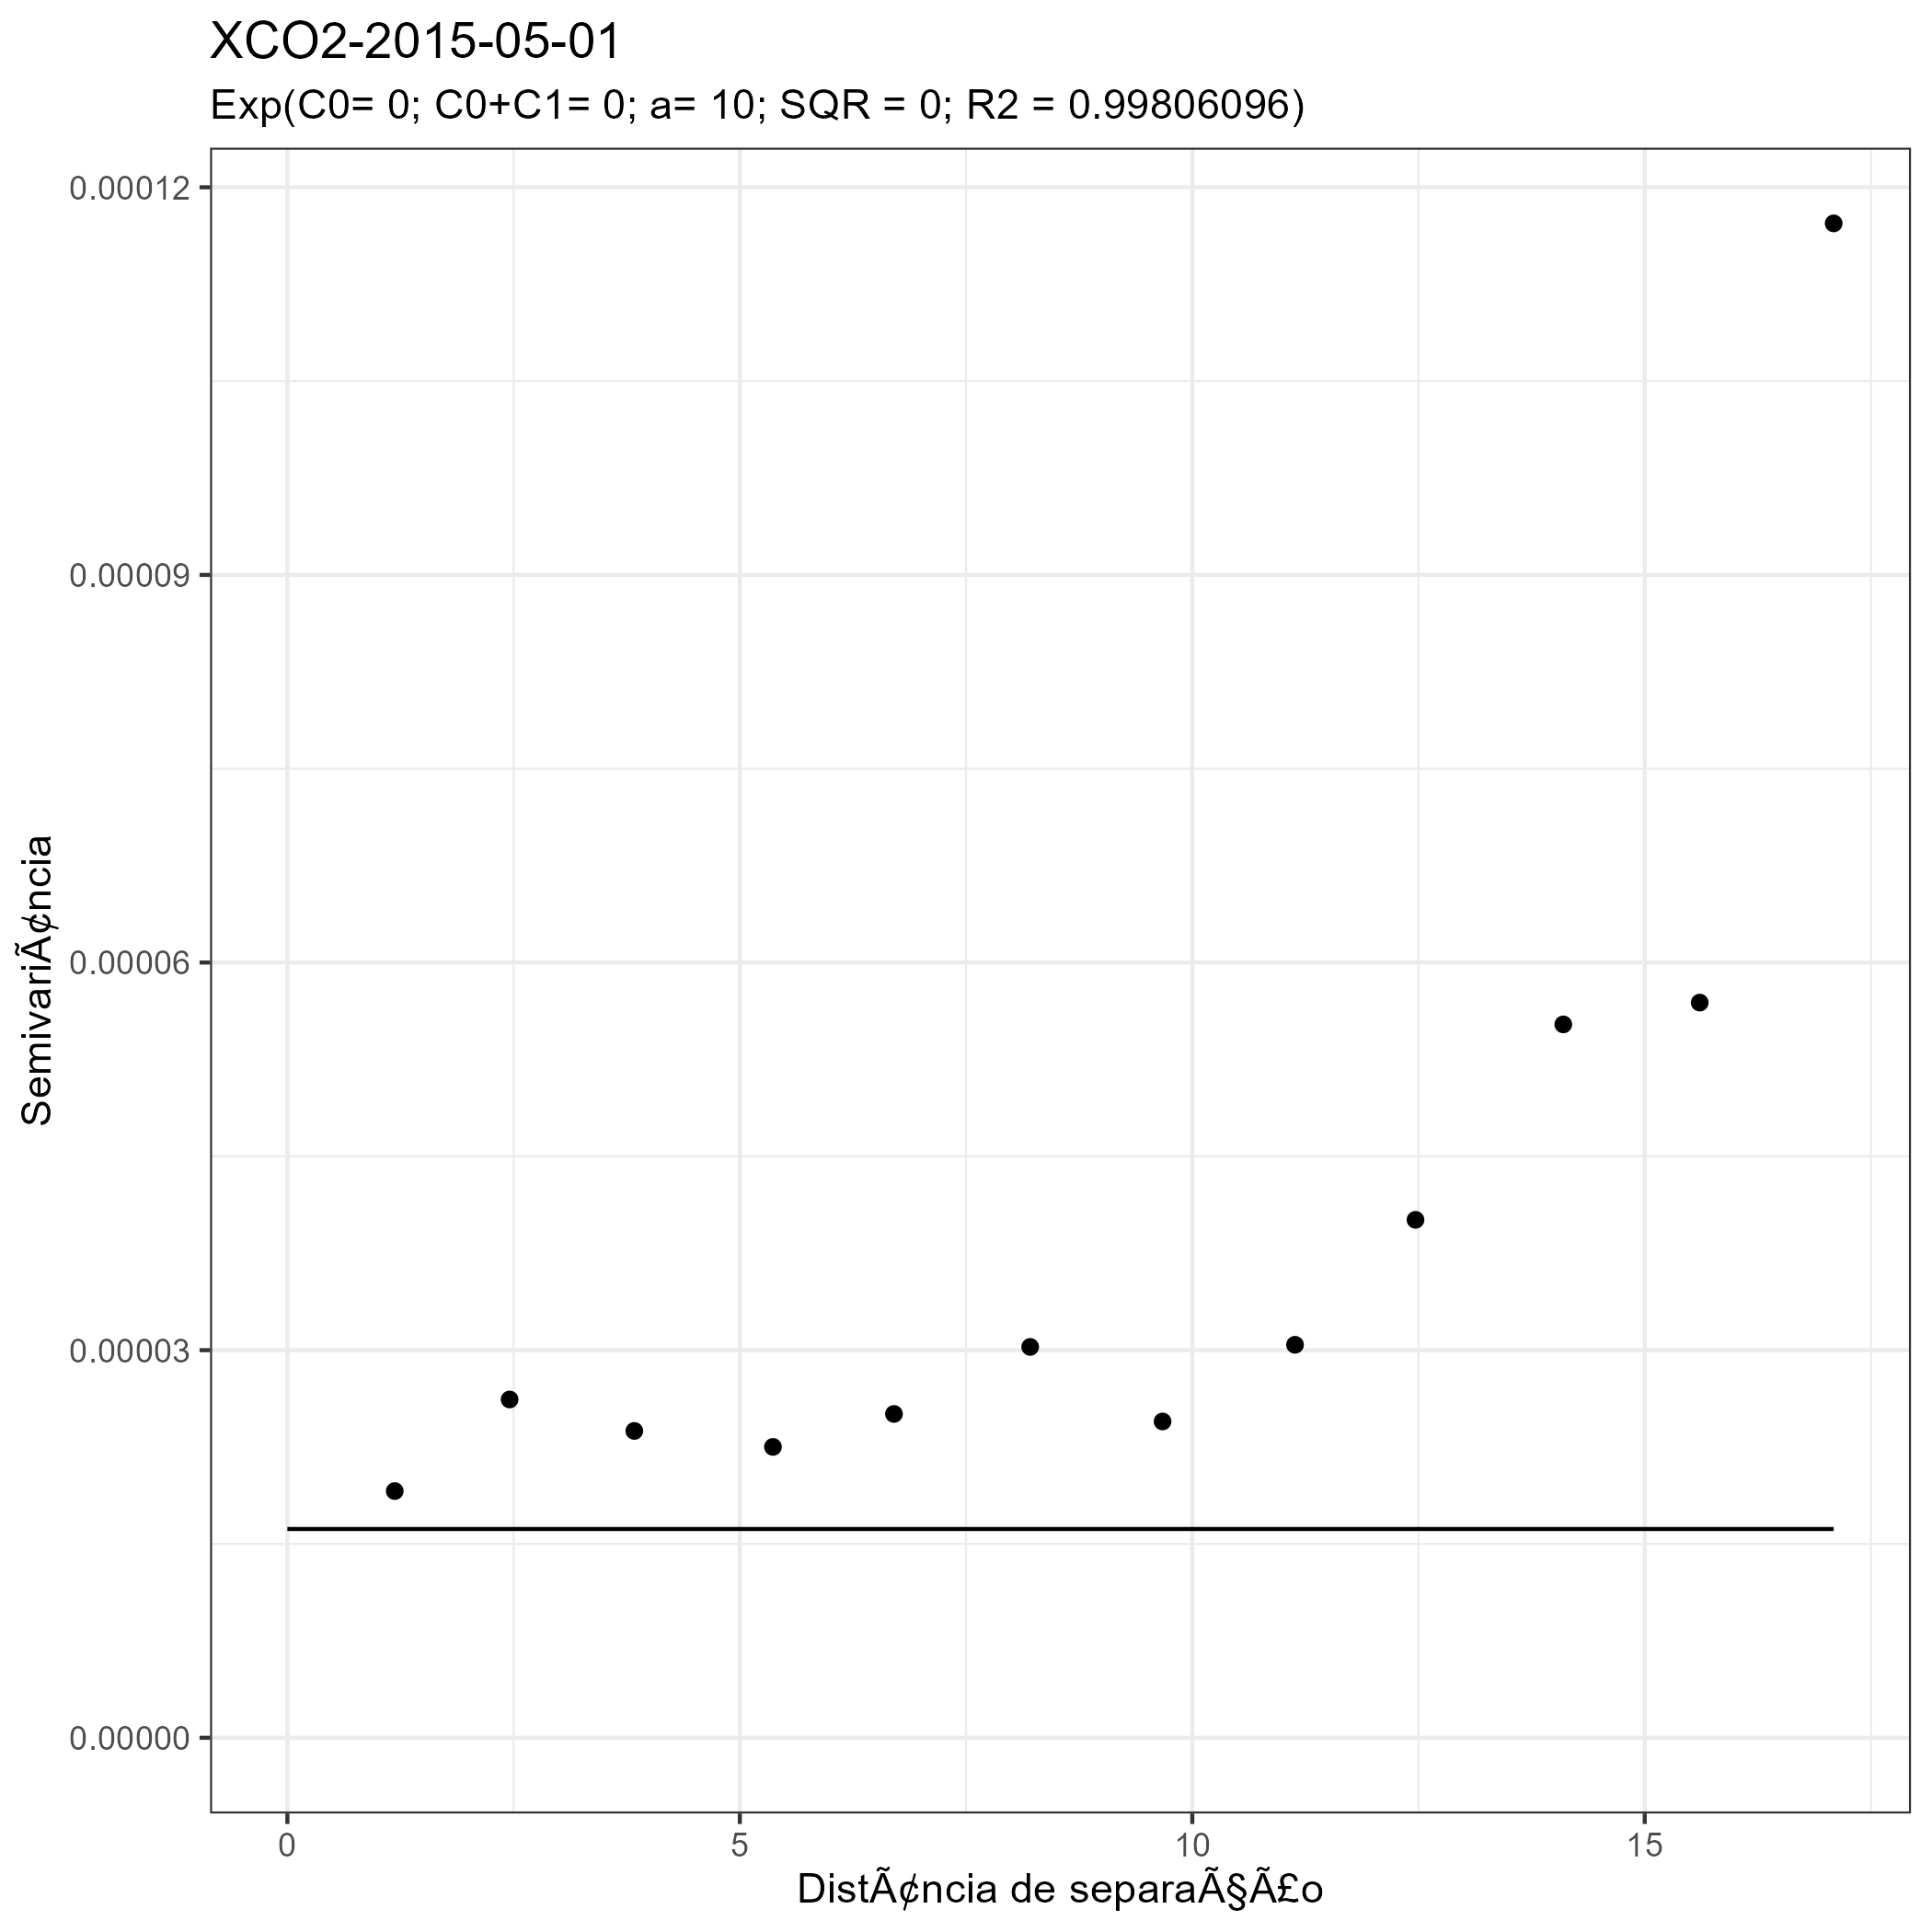 XCO2-2015-05-01
Exp(C0= 0; C0+C1= 0; a= 10; SQR = 0; R2 = 0.99806096)
0.00012
0.00009
0.00006
0.00003
0.00000
SemivariÃ¢ncia
0 5 10 15
DistÃ¢ncia de separaÃ§Ã£o